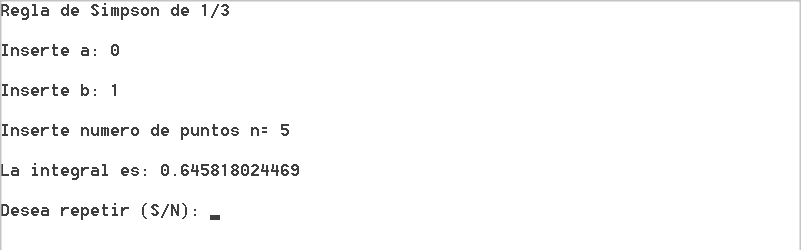 Regla de Simpson de 1/3
Inserte a: 0
Inserte b: 1
Inserte numero de puntos n= 5
La integral es: 0.645818024469
Desea repetir (S/N): _